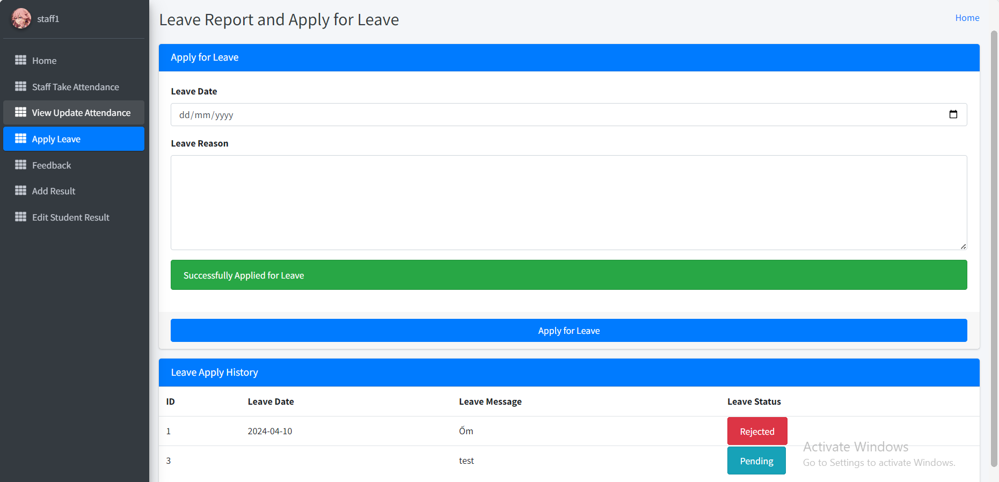 staff1
Home
Staff Take Attendance
View Update Attendance
Apply Leave
Feedback
Add Result
Edit Student Result
Leave Report and Apply for Leave
Home
Apply for Leave
Leave Date
dd/mm/yyyy
Leave Reason
Successfully Applied for Leave
Apply for Leave
Leave Apply History
ID Leave Date Leave Message Leave Status
1 2024-04-10 Ốm Rejected
3 test Pending
Activate Windows
Go to Settings to activate Windows.